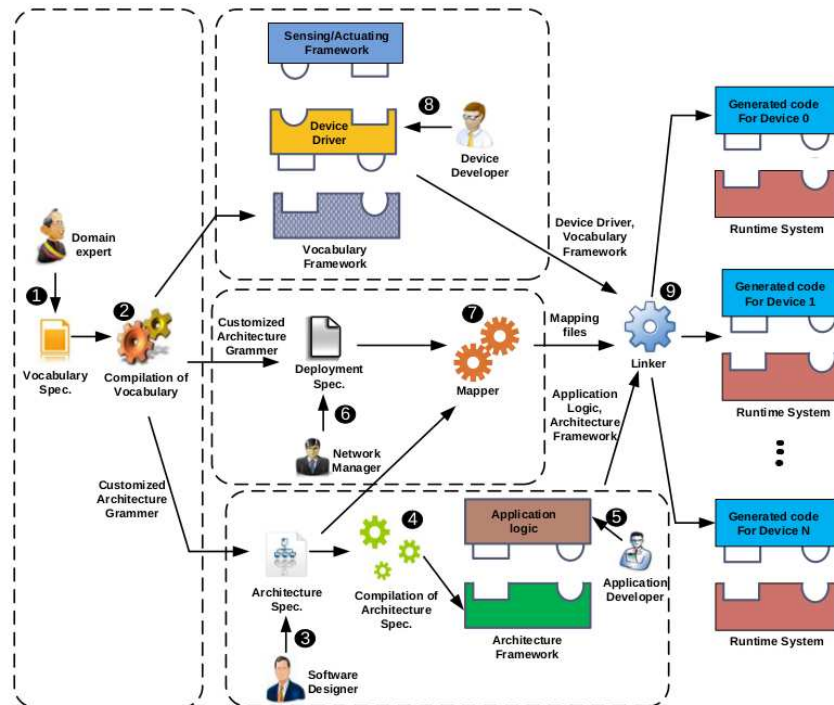 Sensing/Actuating
Framework
8
Device
Driver
Device
Developer
Vocabulary
Framework
Domain
expert
1
2
Vocabulary
Spec.
Compilation of
Vocabulary
Customized
Architecture
Grammer
Deployment
Spec.
6
Network
Manager
7
Mapper
Customized
Architecture
Grammer
Architecture
Spec.
3
Software
Designer
4
Compilation of
Architecture
Spec.
Application
logic
5
Application
Developer
Architecture
Framework
Device Driver,
Vocabulary
Framework
Mapping
files
Application
Logic,
Architecture
Framework
9
Linker
Generated code
For Device 0
Runtime System
Generated code
For Device 1
Runtime System
Generated code
For Device N
Runtime System